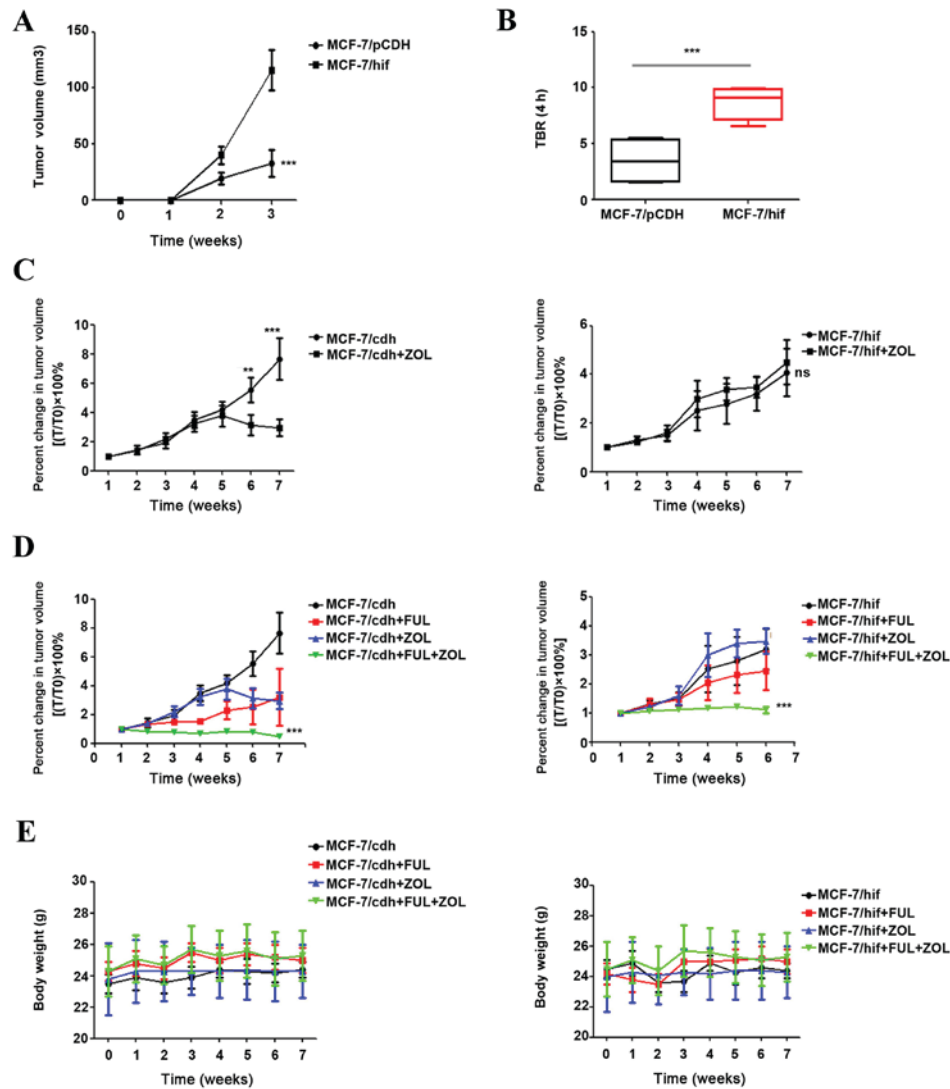 A
Tumor volume (mm3)
150
100
50
0
0 1 2 3
Time (weeks)
MCF-7/pCDH
MCF-7/hif
***
B
TBR (4 h)
15
10
5
0
***
MCF-7/pCDH MCF-7/hif
C
Percent change in tumor volume
[(T/T0)×100%
10
8
6
4
2
0
1 2 3 4 5 6 7
Time (weeks)
** ***
MCF-7/cdh
MCF-7/cdh+ZOL
Percent change in tumor volume
[(T/T0)×100%
6
4
2
0
1 2 3 4 5 6 7
Time (weeks)
MCF-7/hif
MCF-7/hif+ZOL
ns
D
Percent change in tumor volume
[(T/T0)×100%
10
8
6
4
2
0
0 1 2 3 4 5 6 7
Time (weeks)
MCF-7/cdh
MCF-7/cdh+FUL
MCF-7/cdh+ZOL
MCF-7/cdh+FUL+ZOL
***
Percent change in tumor volume
[(T/T0)×100%]
5
4
3
2
1
0
0 1 2 3 4 5 6 7
Time (weeks)
MCF-7/hif
MCF-7/hif+FUL
MCF-7/hif+ZOL
MCF-7/hif+FUL+ZOL
***
E
Body weight (g)
30
28
26
24
22
20
0 1 2 3 4 5 6 7
Time (weeks)
MCF-7/cdh
MCF-7/cdh+FUL
MCF-7/cdh+ZOL
MCF-7/cdh+FUL+ZOL
Body weight (g)
30
28
26
24
22
20
0 1 2 3 4 5 6 7
Time (weeks)
MCF-7/hif
MCF-7/hif+FUL
MCF-7/hif+ZOL
MCF-7/hif+FUL+ZOL